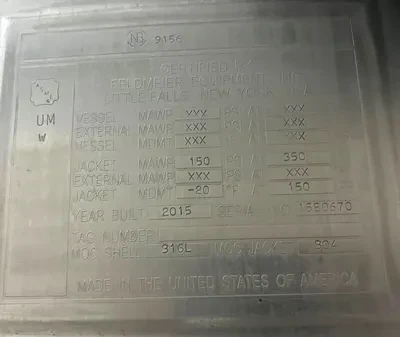 NB 9156
CERTIFIED BY
FELDMEIER EQUIPMENT, INC.
LITTLE FALLS, NEW YORK U.S.A.
UM
W
VESSEL MAWP XXX PSI AT XXX
EXTERNAL MAWP XXX PSI AT XXX
VESSEL MDMT XXX AT XXX
JACKET MAWP 150 PSI AT 350
EXTERNAL MAWP XXX PSI AT XXX
JACKET MDMT -20 °F AT 150
YEAR BUILT 2015 SERIAL NO.
TAG NUMBER
MOC SHELL 316L MOC JACKET 304
MADE IN THE UNITED STATES OF AMERICA